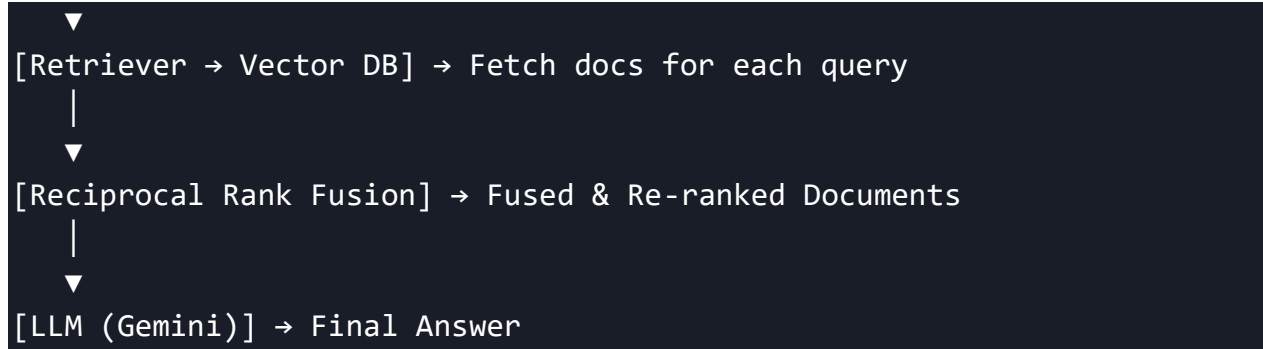 ▼
[Retriever → Vector DB] → Fetch docs for each query
│
▼
[Reciprocal Rank Fusion] → Fused & Re-ranked Documents
│
▼
[LLM (Gemini)] → Final Answer